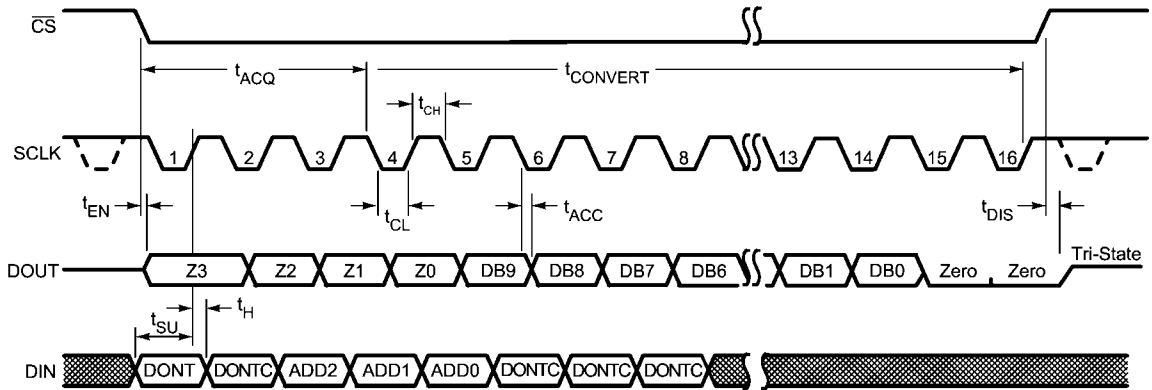 CS
tACQ
tCONVERT
tCH
SCLK 1 2 3 4 5 6 7 8 13 14 15 16
tEN
tCL
tACC
tDIS
DOUT Z3 Z2 Z1 Z0 DB9 DB8 DB7 DB6 DB1 DB0 Zero Zero Tri-State
tSU
tH
DIN DONT DONTC ADD2 ADD1 ADD0 DONTC DONTC DONTC